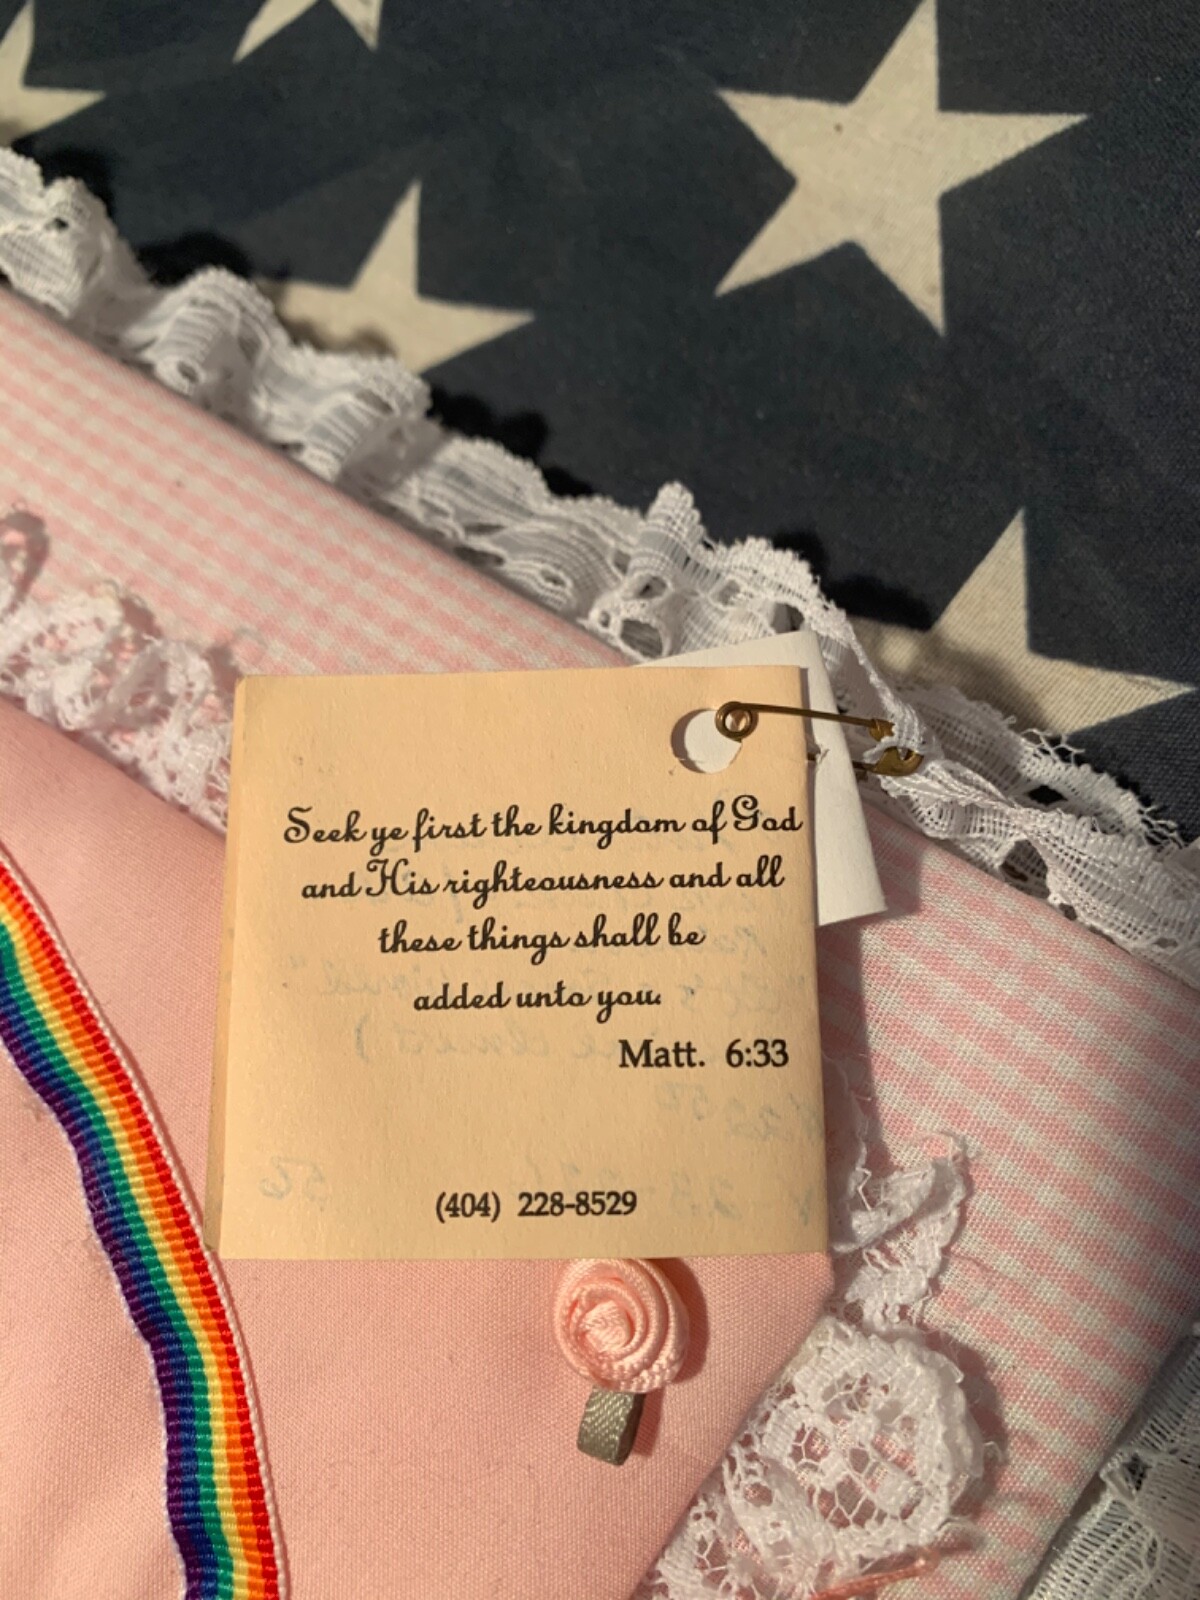 Seek ye first the kingdom of God
and His righteousness and all
these things shall be
added unto you.
Matt. 6:33
(404) 228-8529